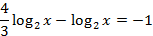 4/3 log₂ x − log₂ x = −1